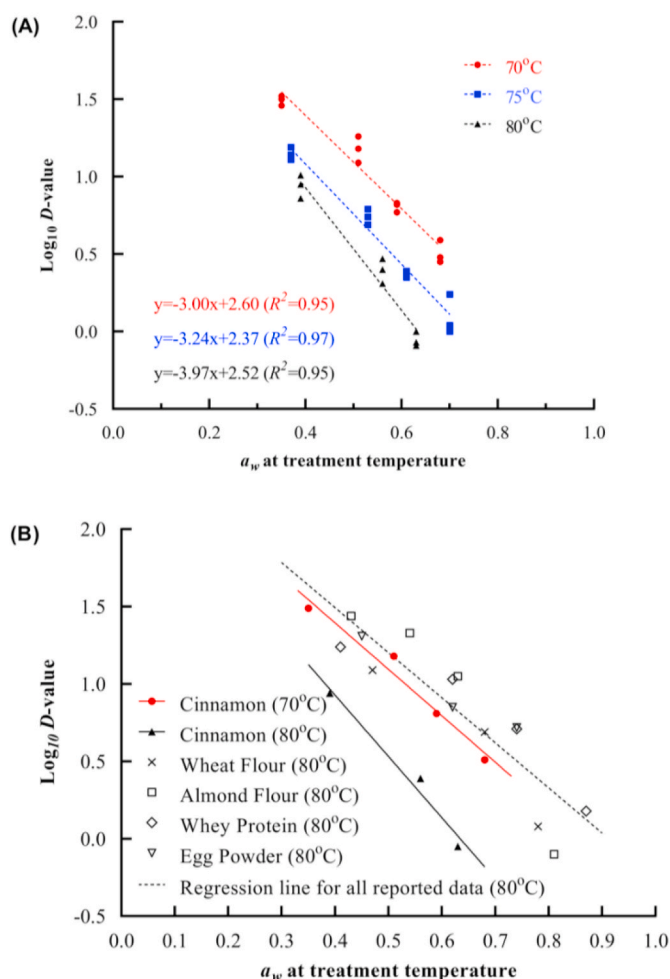 (A)
2.0
1.5
1.0
0.5
0.0
-0.5
Log10 D-value
70°C
75°C
80°C
y=-3.00x+2.60 (R²=0.95)
y=-3.24x+2.37 (R²=0.97)
y=-3.97x+2.52 (R²=0.95)
0.0 0.2 0.4 0.6 0.8 1.0
aw at treatment temperature
(B)
2.0
1.5
1.0
0.5
0.0
-0.5
Log10 D-value
Cinnamon (70°C)
Cinnamon (80°C)
Wheat Flour (80°C)
Almond Flour (80°C)
Whey Protein (80°C)
Egg Powder (80°C)
Regression line for all reported data (80°C)
0.0 0.1 0.2 0.3 0.4 0.5 0.6 0.7 0.8 0.9 1.0
aw at treatment temperature